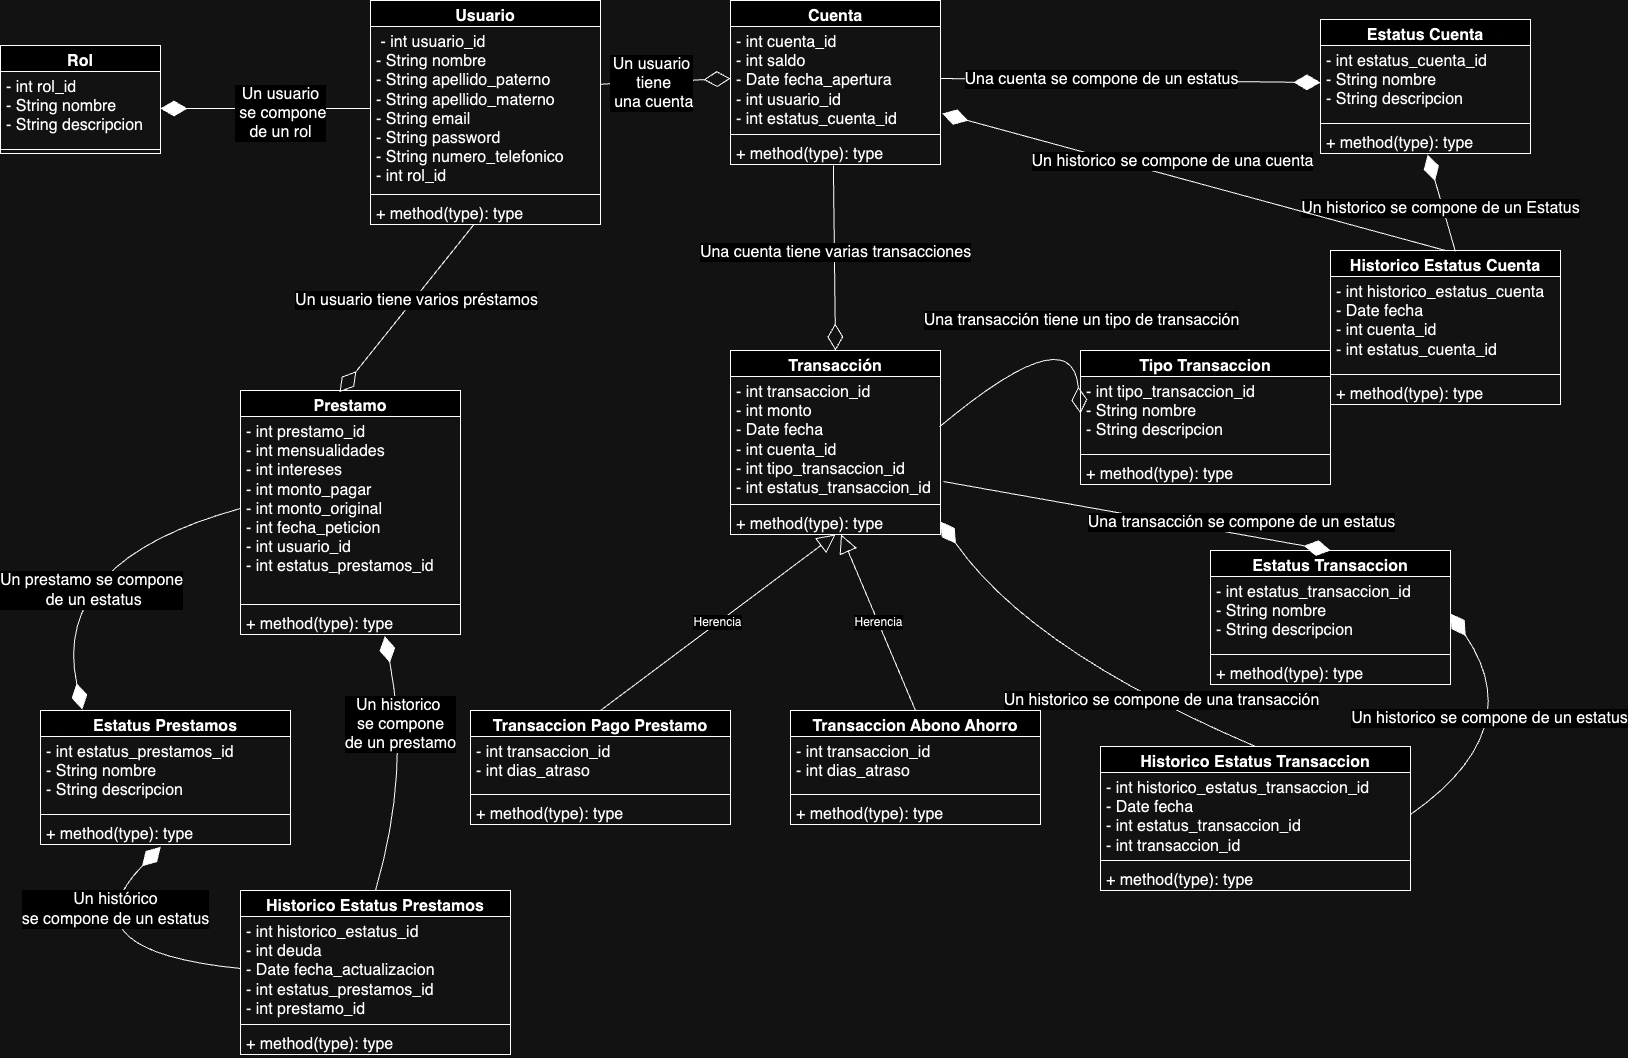 Rol
- int rol_id
- String nombre
- String descripcion
Un usuario
se compone
de un rol
Usuario
- int usuario_id
- String nombre
- String apellido_paterno
- String apellido_materno
- String email
- String password
- String numero_telefonico
- int rol_id
+ method(type): type
Un usuario
tiene
una cuenta
Cuenta
- int cuenta_id
- int saldo
- Date fecha_apertura
- int usuario_id
- int estatus_cuenta_id
+ method(type): type
Una cuenta se compone de un estatus
Estatus Cuenta
- int estatus_cuenta_id
- String nombre
- String descripcion
+ method(type): type
Un historico se compone de una cuenta
Un historico se compone de un Estatus
Historico Estatus Cuenta
- int historico_estatus_cuenta
- Date fecha
- int cuenta_id
- int estatus_cuenta_id
+ method(type): type
Una cuenta tiene varias transacciones
Un usuario tiene varios préstamos
Una transacción tiene un tipo de transacción
Prestamo
- int prestamo_id
- int mensualidades
- int intereses
- int monto_pagar
- int monto_original
- int fecha_peticion
- int usuario_id
- int estatus_prestamos_id
+ method(type): type
Transacción
- int transaccion_id
- int monto
- Date fecha
- int cuenta_id
- int tipo_transaccion_id
- int estatus_transaccion_id
+ method(type): type
Tipo Transaccion
- int tipo_transaccion_id
- String nombre
- String descripcion
+ method(type): type
Una transacción se compone de un estatus
Estatus Transaccion
- int estatus_transaccion_id
- String nombre
- String descripcion
+ method(type): type
Un prestamo se compone
de un estatus
Herencia
Herencia
Un historico se compone de una transacción
Un historico se compone de un estatus
Estatus Prestamos
- int estatus_prestamos_id
- String nombre
- String descripcion
+ method(type): type
Un historico
se compone
de un prestamo
Transaccion Pago Prestamo
- int transaccion_id
- int dias_atraso
+ method(type): type
Transaccion Abono Ahorro
- int transaccion_id
- int dias_atraso
+ method(type): type
Historico Estatus Transaccion
- int historico_estatus_transaccion_id
- Date fecha
- int estatus_transaccion_id
- int transaccion_id
+ method(type): type
Un histórico
se compone de un estatus
Historico Estatus Prestamos
- int historico_estatus_id
- int deuda
- Date fecha_actualizacion
- int estatus_prestamos_id
- int prestamo_id
+ method(type): type